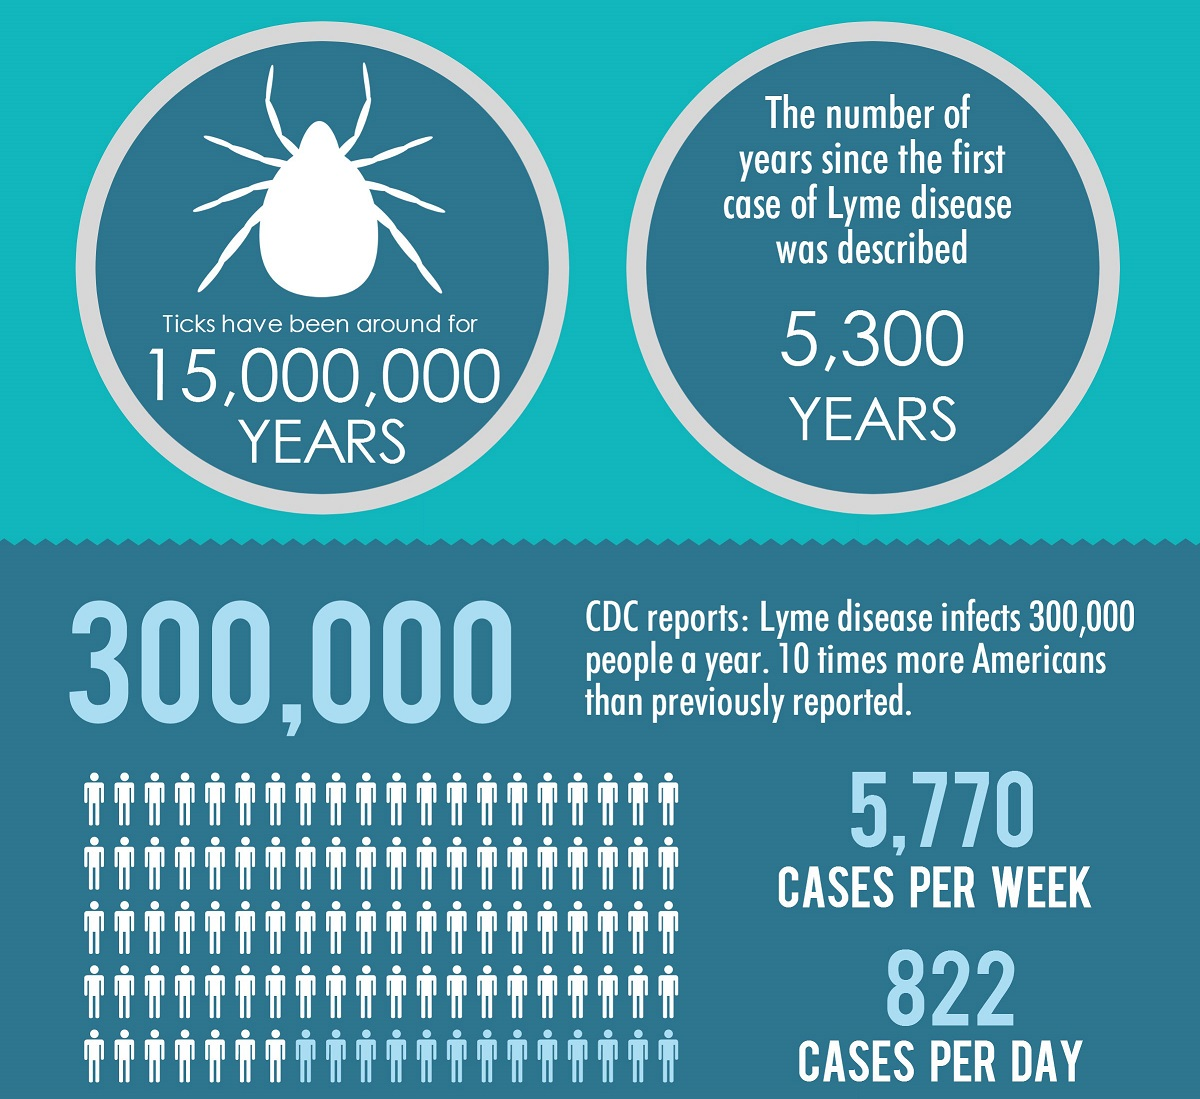 Ticks have been around for
15,000,000
YEARS
The number of
years since the first
case of Lyme disease
was described
5,300
YEARS
300,000
CDC reports: Lyme disease infects 300,000
people a year. 10 times more Americans
than previously reported.
5,770
CASES PER WEEK
822
CASES PER DAY